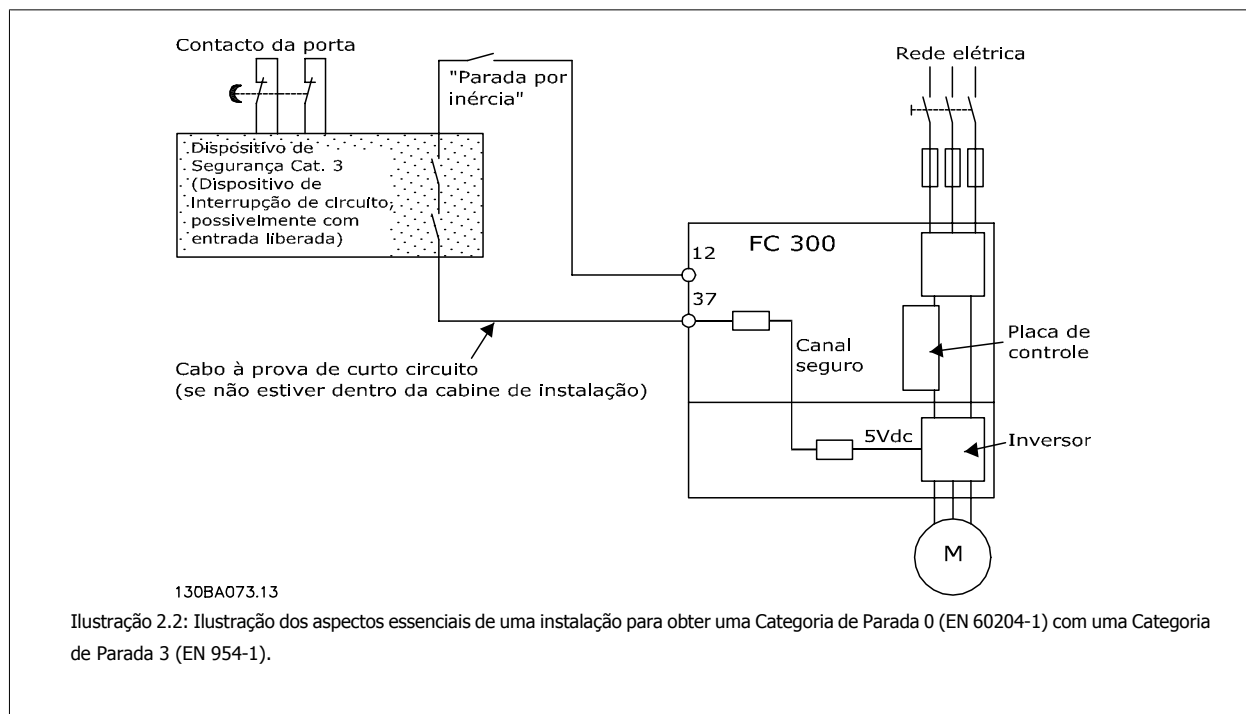 Contacto da porta
"Parada por
inércia"
Rede elétrica
Dispositivo de
Segurança Cat. 3
(Dispositivo de
Interrupção de circuito,
possivelmente com
entrada liberada)
FC 300
12
37
Canal
seguro
Placa de
controle
Cabo à prova de curto circuito
(se não estiver dentro da cabine de instalação)
5Vdc
Inversor
M
130BA073.13
Ilustração 2.2: Ilustração dos aspectos essenciais de uma instalação para obter uma Categoria de Parada 0 (EN 60204-1) com uma Categoria
de Parada 3 (EN 954-1).